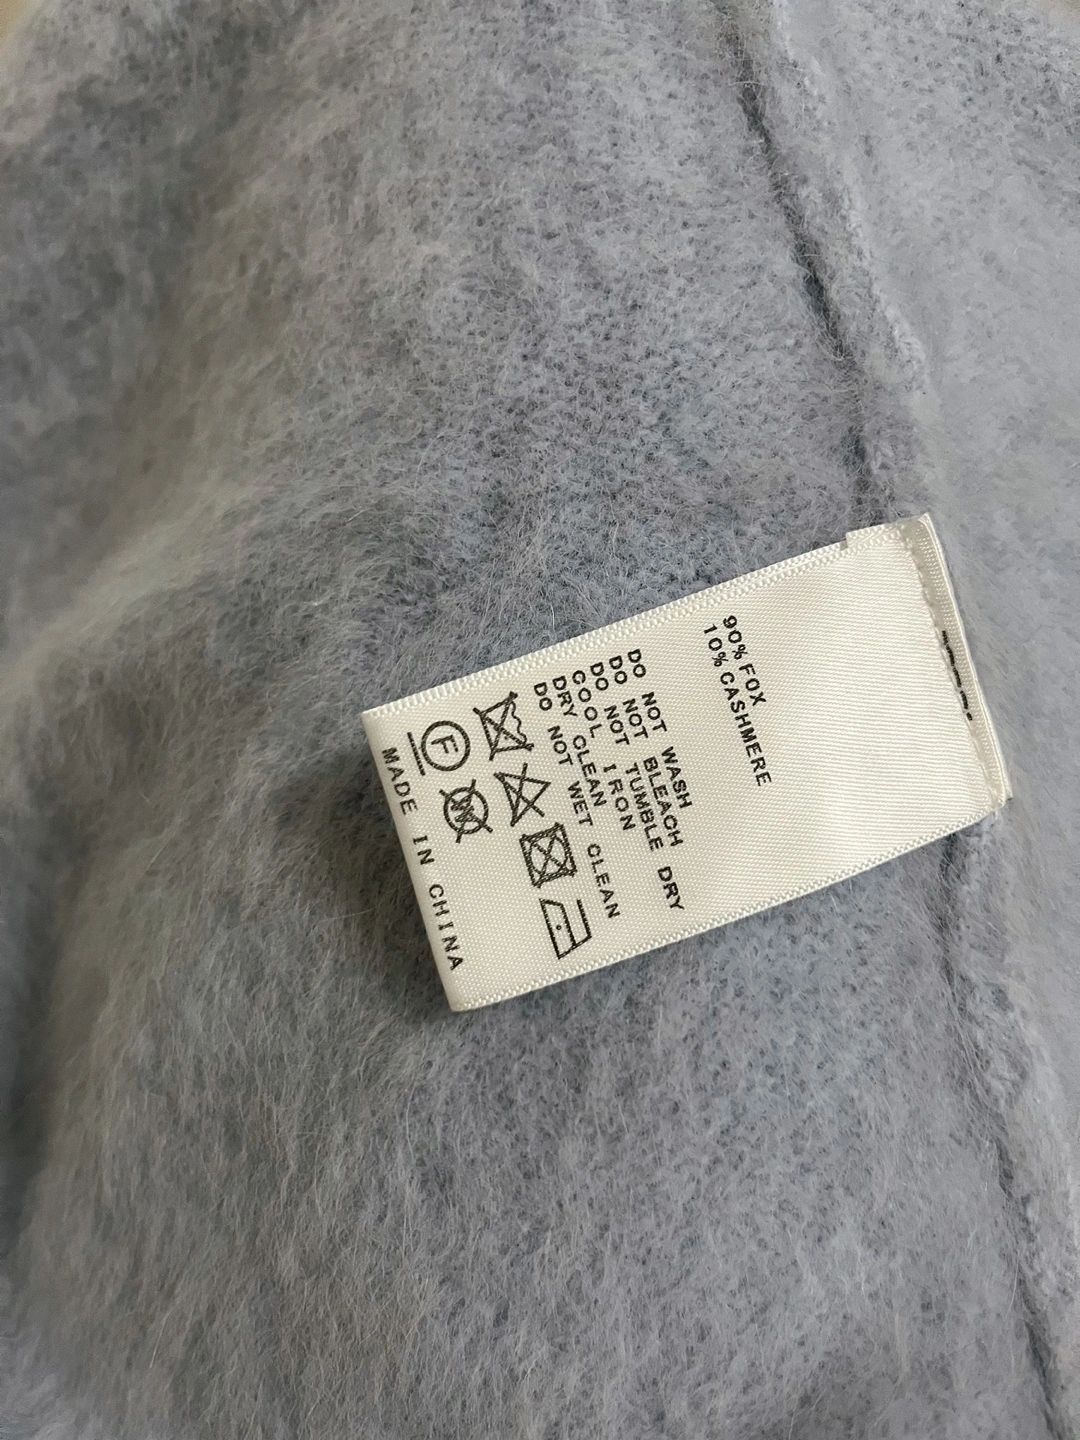 90% FOX
10% CASHMERE
DO NOT WASH
DO NOT BLEACH
DO NOT TUMBLE DRY
COOL IRON
DRY CLEAN
DO NOT WET CLEAN
F
W
MADE IN CHINA